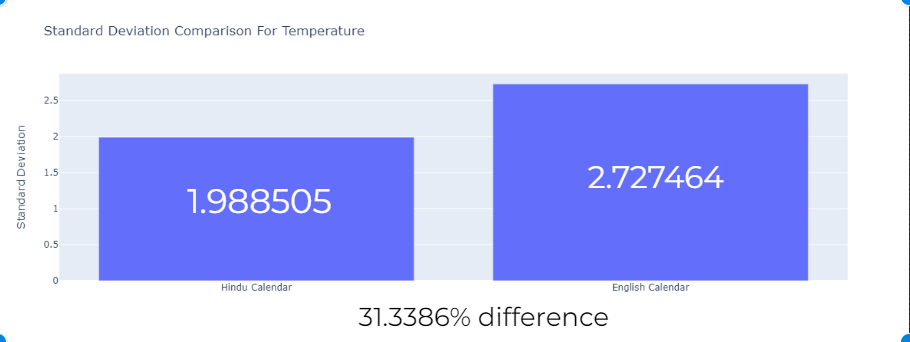 Standard Deviation Comparison For Temperature
Standard Deviation
2.5
2
1.5
1
0.5
0
1.988505
2.727464
Hindu Calendar
English Calendar
31.3386% difference